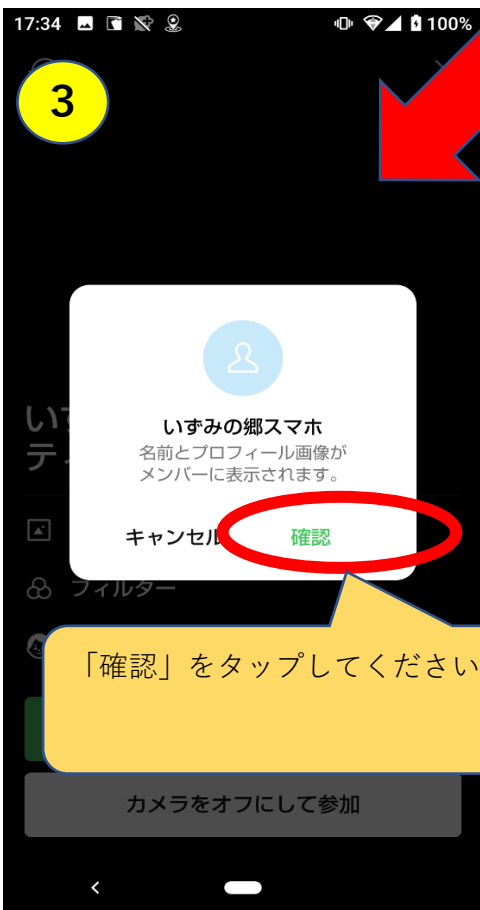 17:34
100%
3
いず
テ
いずみの郷スマホ
名前とプロフィール画像が
メンバーに表示されます。
キャンセル
確認
フィルター
「確認」をタップしてください
カメラをオフにして参加